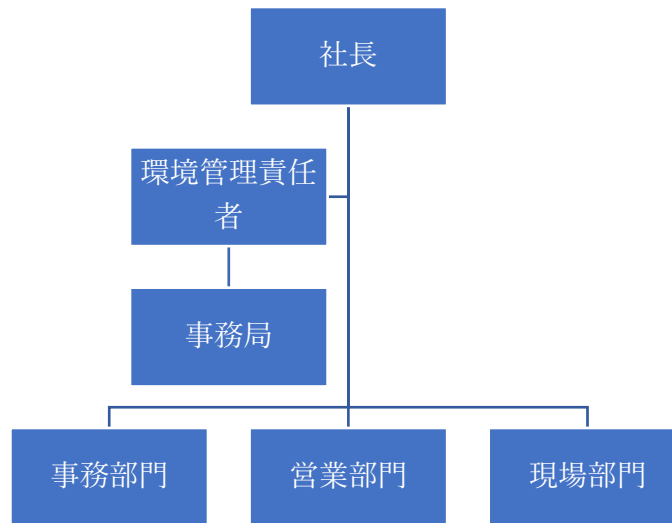 社長
環境管理責任
者
事務局
事務部門
営業部門
現場部門